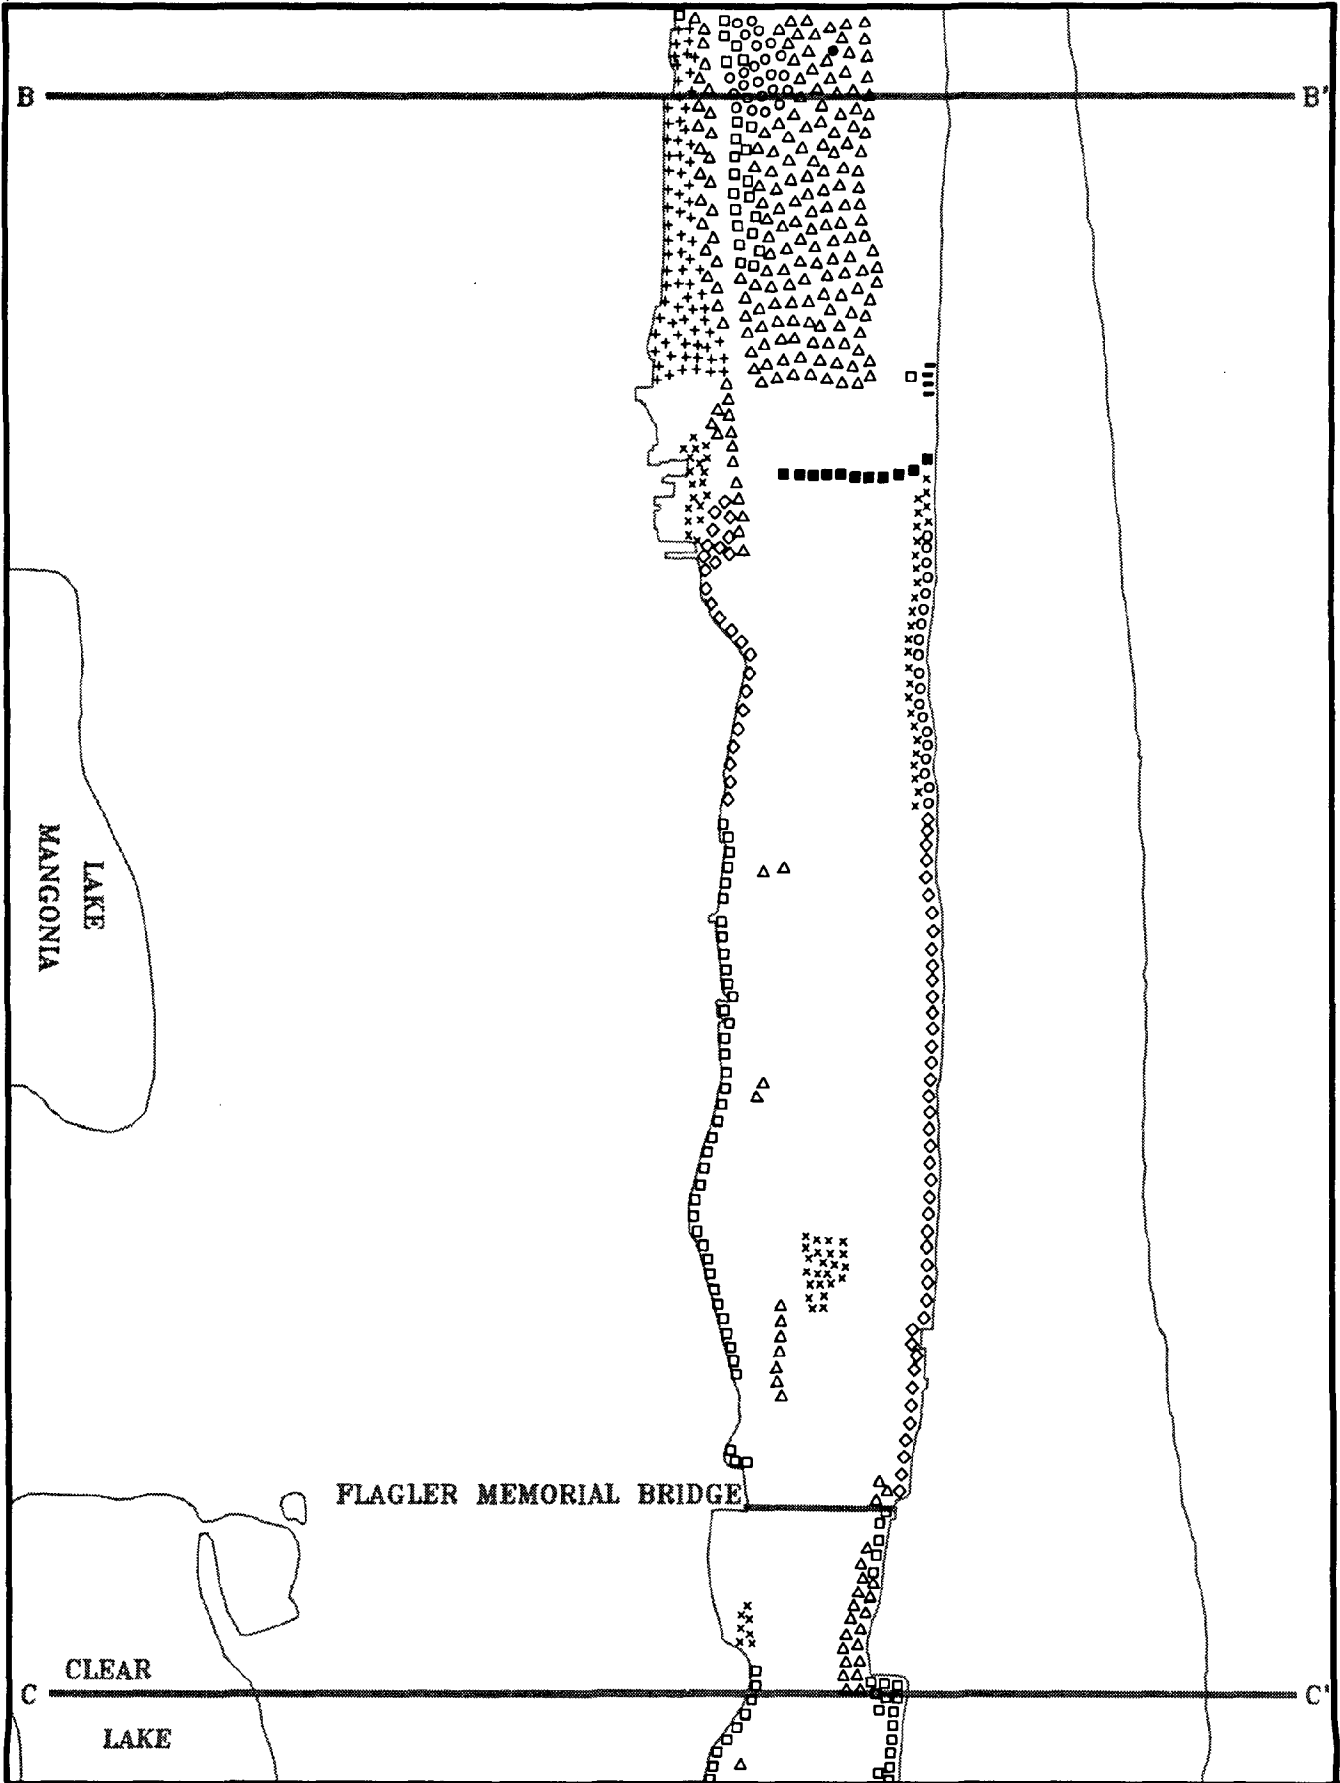 B B'
LAKE
MANGONIA
FLAGLER MEMORIAL BRIDGE
CLEAR
C C'
LAKE